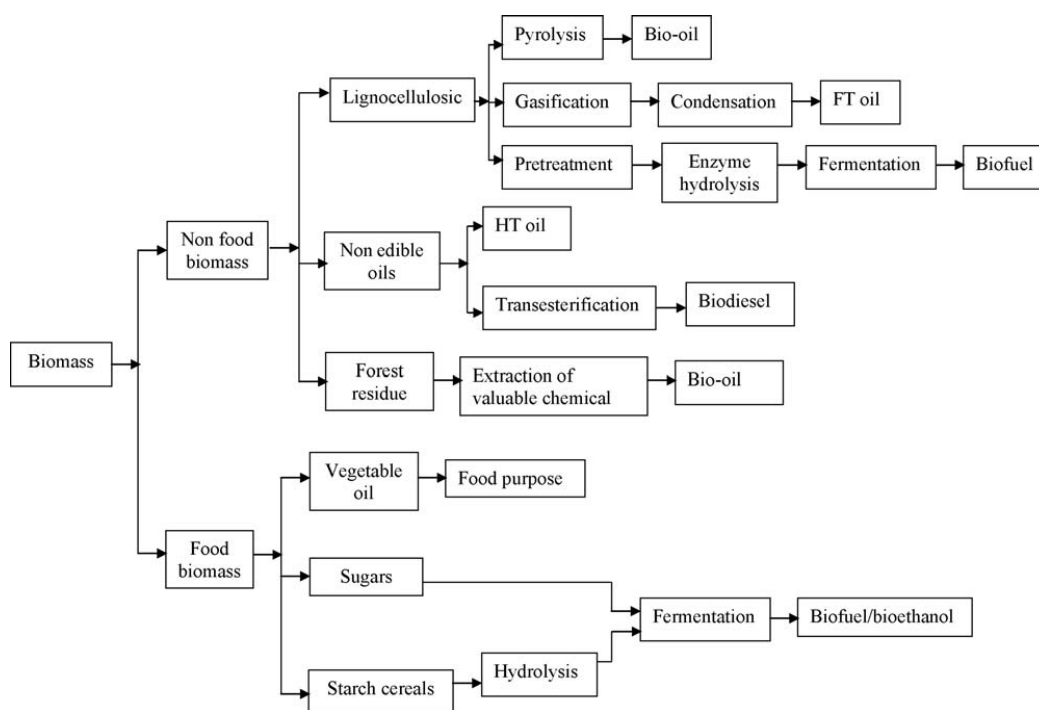 Pyrolysis
Bio-oil
Lignocellulosic
Gasification
Condensation
FT oil
Pretreatment
Enzyme
hydrolysis
Fermentation
Biofuel
Non food
biomass
Non edible
oils
HT oil
Transesterification
Biodiesel
Biomass
Forest
residue
Extraction of
valuable chemical
Bio-oil
Vegetable
oil
Food purpose
Food
biomass
Sugars
Fermentation
Biofuel/bioethanol
Starch cereals
Hydrolysis